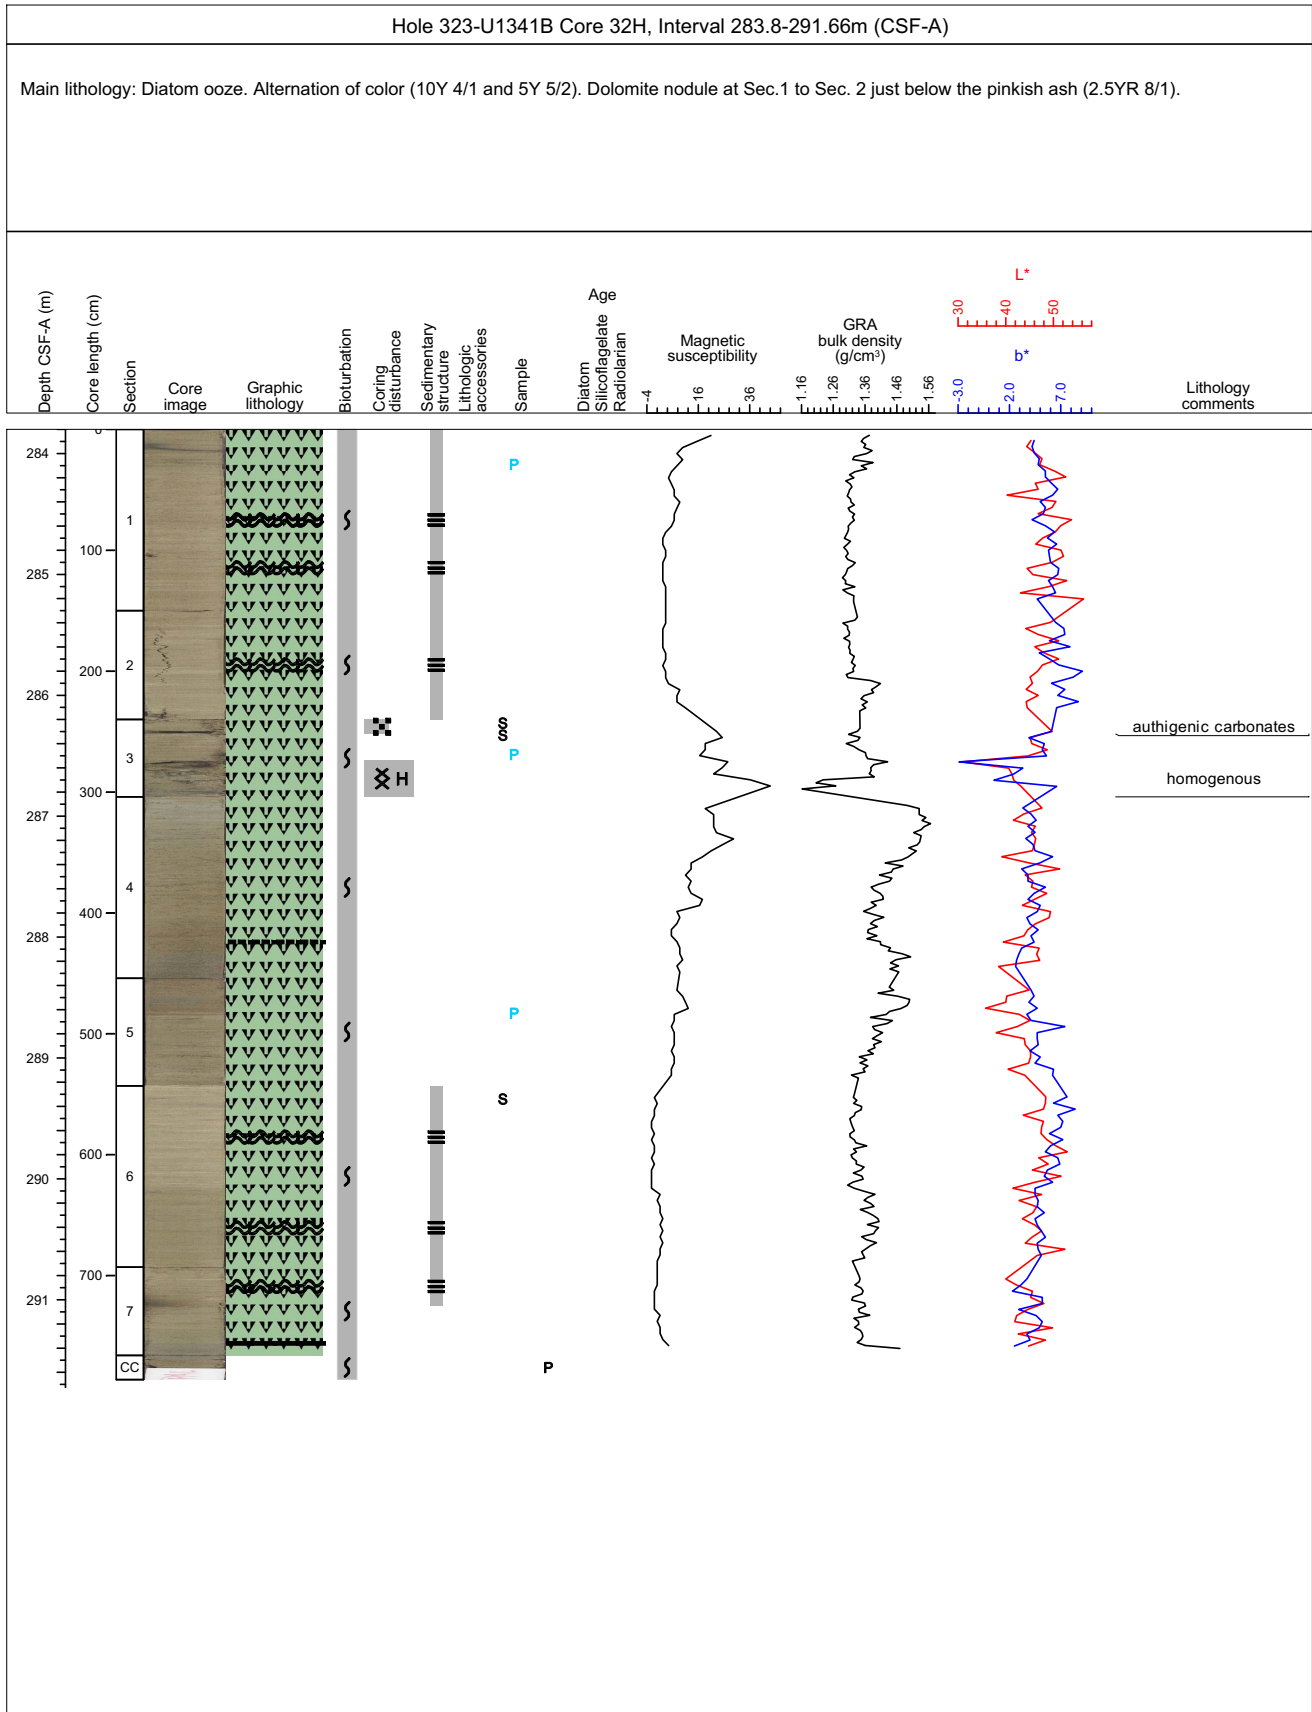 Hole 323-U1341B Core 32H, Interval 283.8-291.66m (CSF-A)
Main lithology: Diatom ooze. Alternation of color (10Y 4/1 and 5Y 5/2). Dolomite nodule at Sec.1 to Sec. 2 just below the pinkish ash (2.5YR 8/1).
Depth CSF-A (m)
Core length (cm)
Section
Core
image
Graphic
lithology
Bioturbation
Coring
disturbance
Sedimentary
structure
Lithologic
accessories
Sample
Age
Diatom
Silicoflagelate
Radiolarian
Magnetic
susceptibility
-4 16 36
GRA
bulk density
(g/cm³)
1.16 1.26 1.36 1.46 1.56
L*
30 40 50
b*
-3.0 2.0 7.0
Lithology
comments
0
284
P
1
100
285
2
200
286
S
authigenic carbonates
S
3
P
H
homogenous
300
287
4
400
288
P
5
500
289
S
600
290
6
700
291
7
CC
P